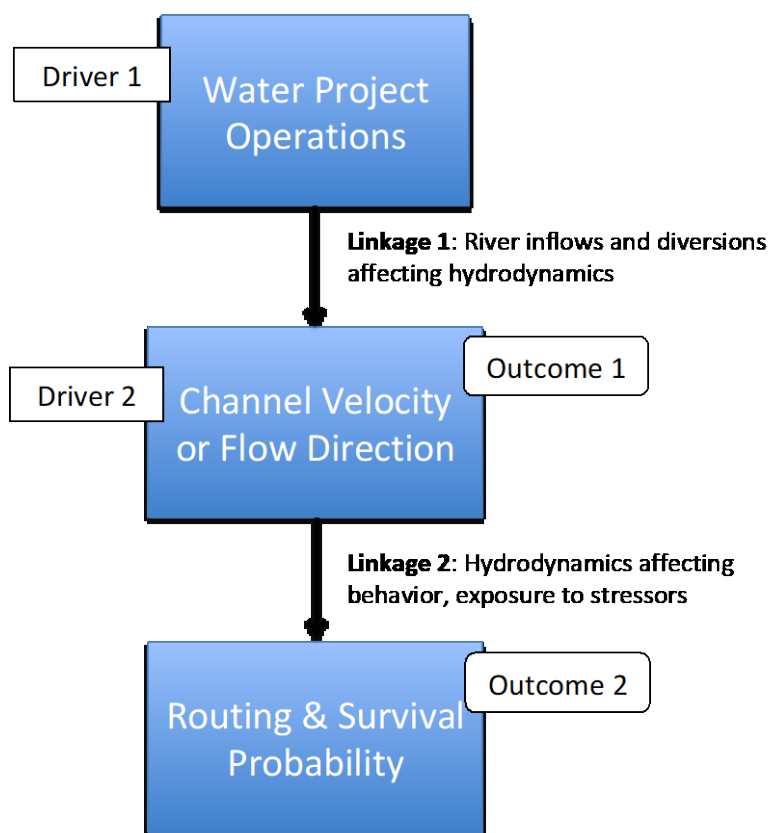 Driver 1
Water Project
Operations
Linkage 1: River inflows and diversions
affecting hydrodynamics
Outcome 1
Driver 2
Channel Velocity
or Flow Direction
Linkage 2: Hydrodynamics affecting
behavior, exposure to stressors
Outcome 2
Routing & Survival
Probability